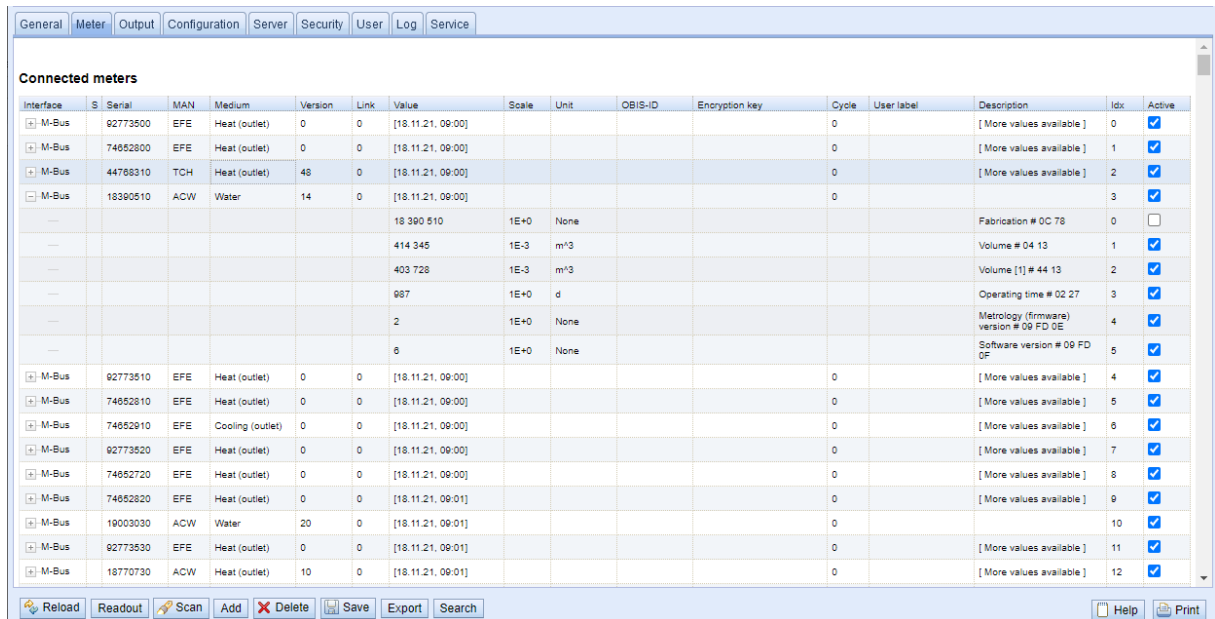 General Meter Output Configuration Server Security User Log Service
Connected meters
Interface S Serial MAN Medium Version Link Value Scale Unit OBIS-ID Encryption key Cycle User label Description Idx Active
M-Bus 92773500 EFE Heat (outlet) 0 0 [18.11.21, 09:00] 0 [ More values available ] 0
M-Bus 74652800 EFE Heat (outlet) 0 0 [18.11.21, 09:00] 0 [ More values available ] 1
M-Bus 44768310 TCH Heat (outlet) 48 0 [18.11.21, 09:00] 0 [ More values available ] 2
M-Bus 18390510 ACW Water 14 0 [18.11.21, 09:00] 0 3
18 390 510 1E+0 None Fabrication # 0C 78 0
414 345 1E-3 m^3 Volume # 04 13 1
403 728 1E-3 m^3 Volume [1] # 44 13 2
987 1E+0 d Operating time # 02 27 3
2 1E+0 None Metrology (firmware) version # 09 FD 0E 4
6 1E+0 None Software version # 09 FD 0F 5
M-Bus 92773510 EFE Heat (outlet) 0 0 [18.11.21, 09:00] 0 [ More values available ] 4
M-Bus 74652810 EFE Heat (outlet) 0 0 [18.11.21, 09:00] 0 [ More values available ] 5
M-Bus 74652910 EFE Cooling (outlet) 0 0 [18.11.21, 09:00] 0 [ More values available ] 6
M-Bus 92773520 EFE Heat (outlet) 0 0 [18.11.21, 09:00] 0 [ More values available ] 7
M-Bus 74652720 EFE Heat (outlet) 0 0 [18.11.21, 09:00] 0 [ More values available ] 8
M-Bus 74652820 EFE Heat (outlet) 0 0 [18.11.21, 09:01] 0 [ More values available ] 9
M-Bus 19003030 ACW Water 20 0 [18.11.21, 09:01] 0 10
M-Bus 92773530 EFE Heat (outlet) 0 0 [18.11.21, 09:01] 0 [ More values available ] 11
M-Bus 18770730 ACW Heat (outlet) 10 0 [18.11.21, 09:01] 0 [ More values available ] 12
Reload Readout Scan Add Delete Save Export Search Help Print